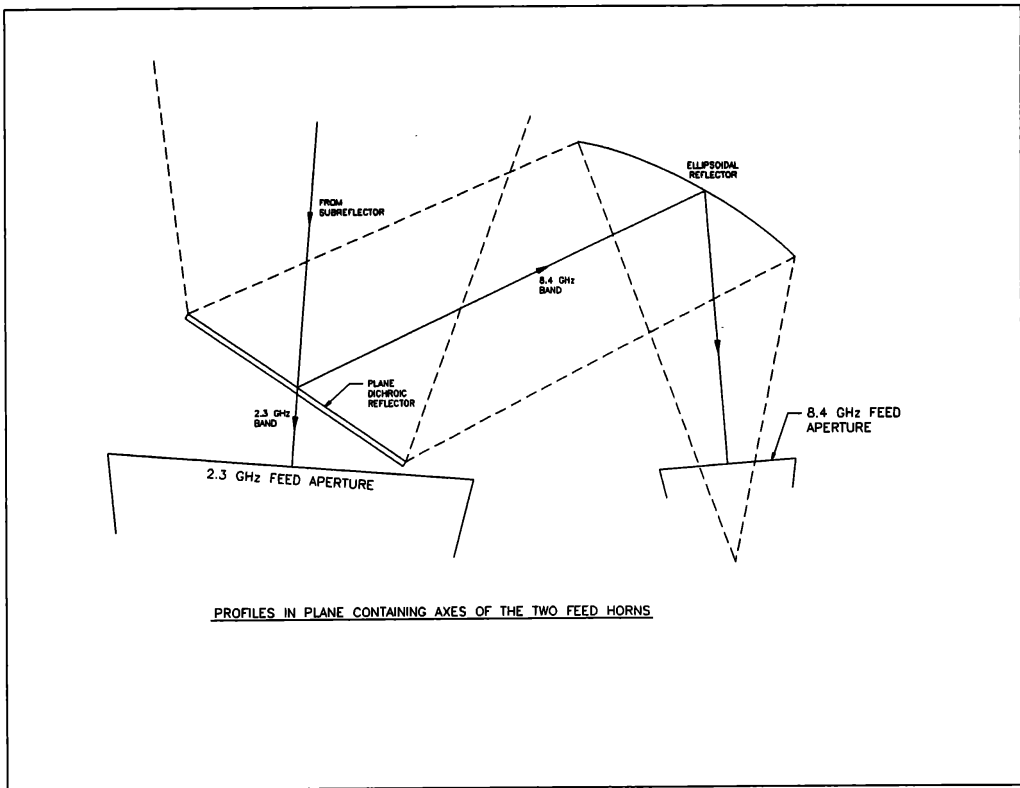 ELLIPSOIDAL
REFLECTOR
FROM
SUBREFLECTOR
8.4 GHz
BAND
PLANE
DICHROIC
REFLECTOR
2.3 GHz
BAND
8.4 GHz FEED
APERTURE
2.3 GHz FEED APERTURE
PROFILES IN PLANE CONTAINING AXES OF THE TWO FEED HORNS